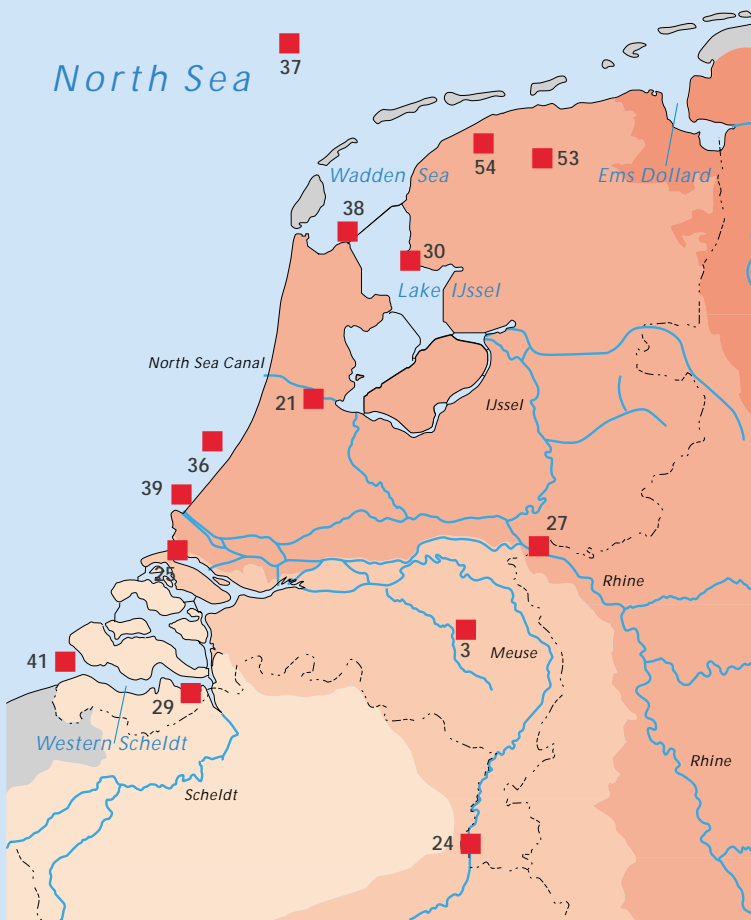 North Sea
37
54
53
Wadden Sea
Ems Dollard
38
30
Lake IJssel
North Sea Canal
21
IJssel
36
39
27
25
Rhine
3
Meuse
41
29
Western Scheldt
Rhine
Scheldt
24